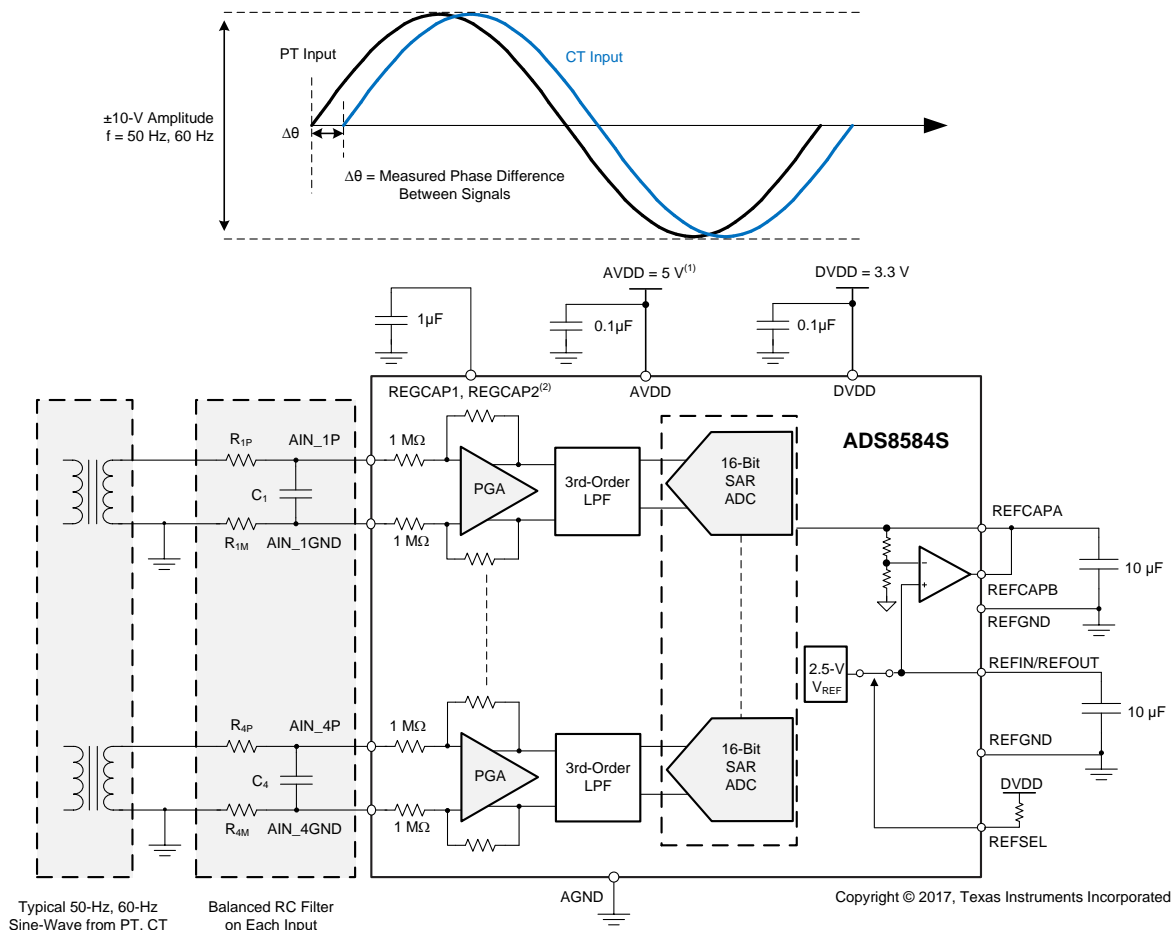 PT Input
CT Input
±10-V Amplitude
f = 50 Hz, 60 Hz
Δθ
Δθ = Measured Phase Difference
Between Signals
AVDD = 5 V(1)
DVDD = 3.3 V
1µF
0.1µF
0.1µF
REGCAP1, REGCAP2(2)
AVDD
DVDD
ADS8584S
R1P
AIN_1P
1 MΩ
C1
PGA
3rd-Order
LPF
16-Bit
SAR
ADC
R1M
AIN_1GND
1 MΩ
REFCAPA
10 µF
REFCAPB
REFGND
2.5-V
VREF
REFIN/REFOUT
10 µF
REFGND
R4P
AIN_4P
1 MΩ
C4
PGA
3rd-Order
LPF
16-Bit
SAR
ADC
R4M
AIN_4GND
1 MΩ
DVDD
REFSEL
AGND
Copyright © 2017, Texas Instruments Incorporated
Typical 50-Hz, 60-Hz
Sine-Wave from PT, CT
Balanced RC Filter
on Each Input